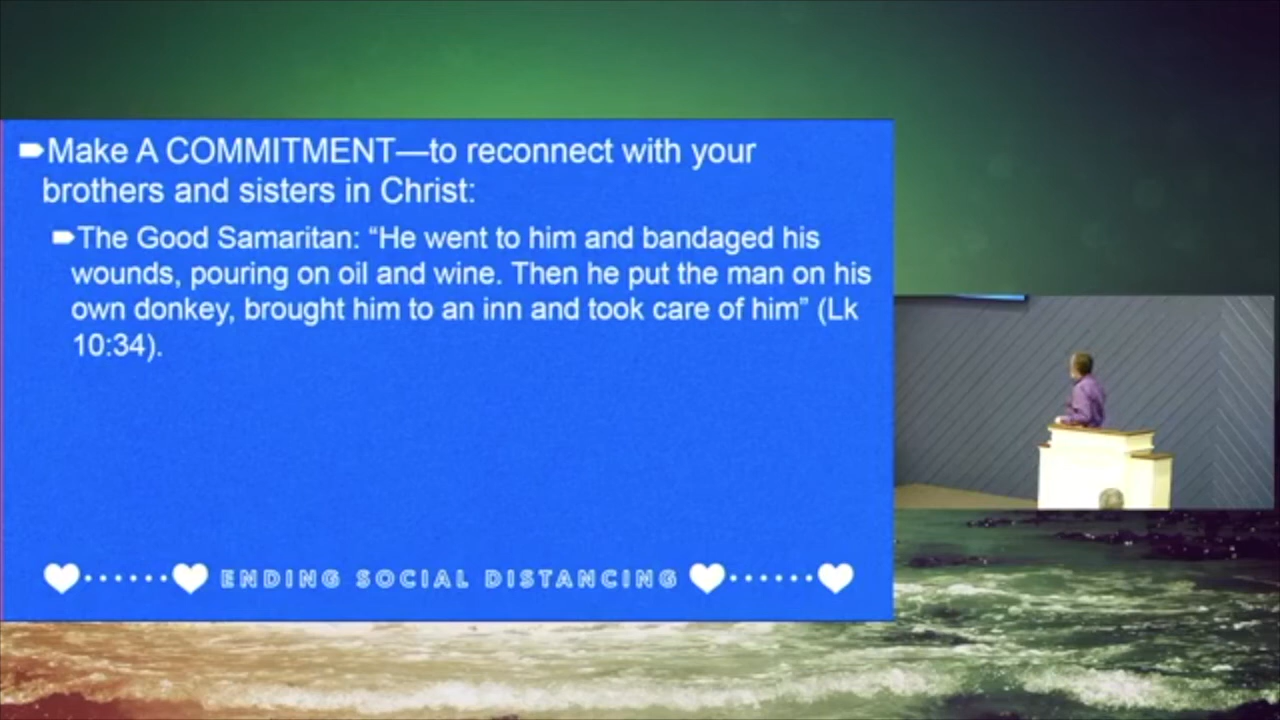 Make A COMMITMENT—to reconnect with your
brothers and sisters in Christ:
The Good Samaritan: “He went to him and bandaged his
wounds, pouring on oil and wine. Then he put the man on his
own donkey, brought him to an inn and took care of him” (Lk
10:34).
ENDING SOCIAL DISTANCING